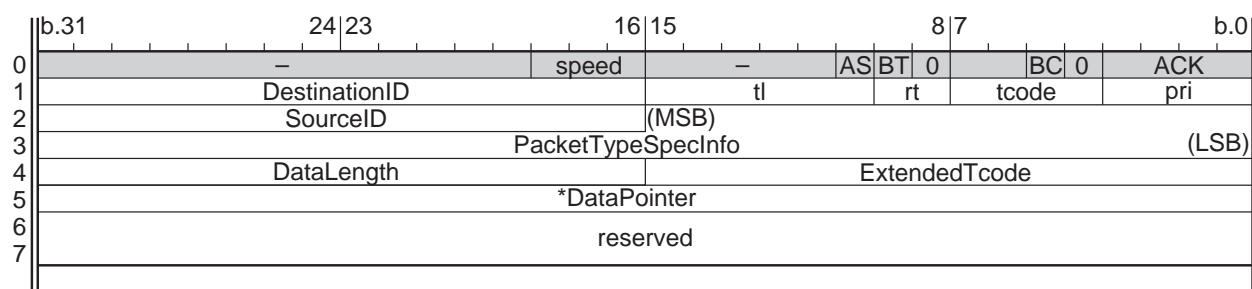 b.31 24 23 16 15 8 7 b.0
0 – speed – AS BT 0 BC 0 ACK
1 DestinationID tl rt tcode pri
2 SourceID (MSB)
3 PacketTypeSpecInfo (LSB)
4 DataLength ExtendedTcode
5 *DataPointer
6
reserved
7